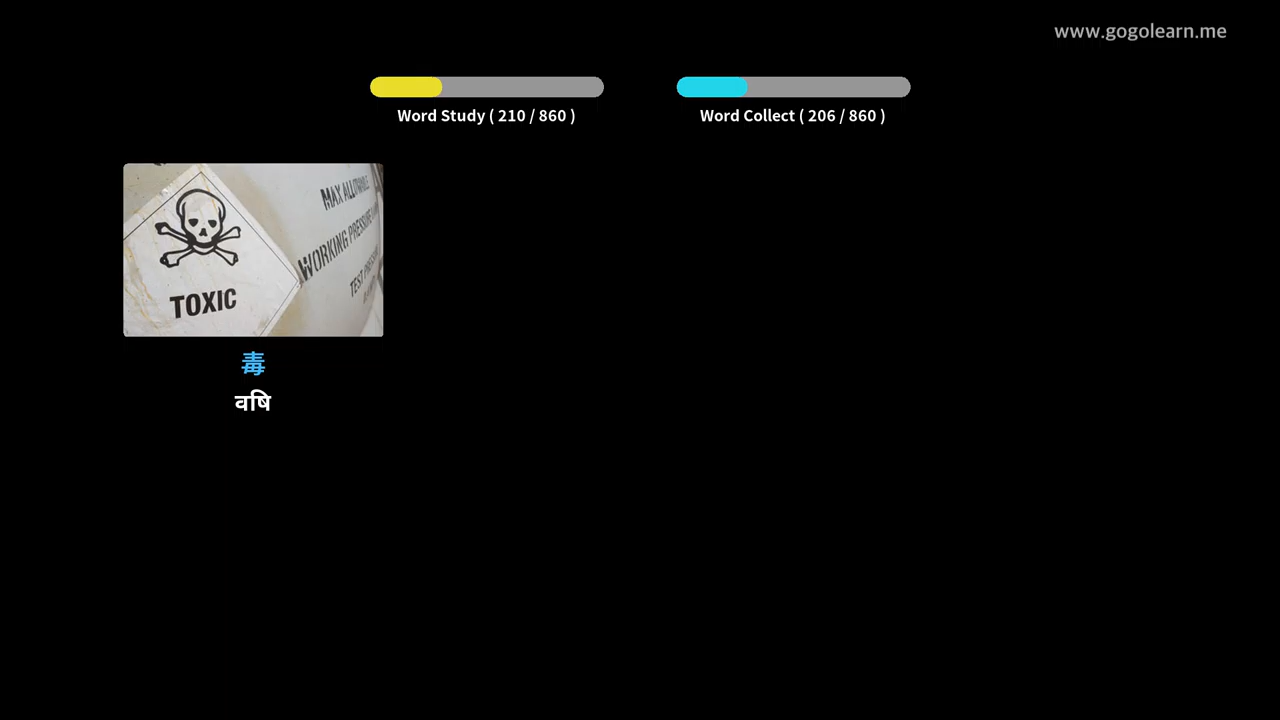 www.gogolearn.me
Word Study ( 210 / 860 )
Word Collect ( 206 / 860 )
MAX ALLOWABLE
WORKING PRESSURE
TEST PRESSURE
TOXIC
毒
वषि